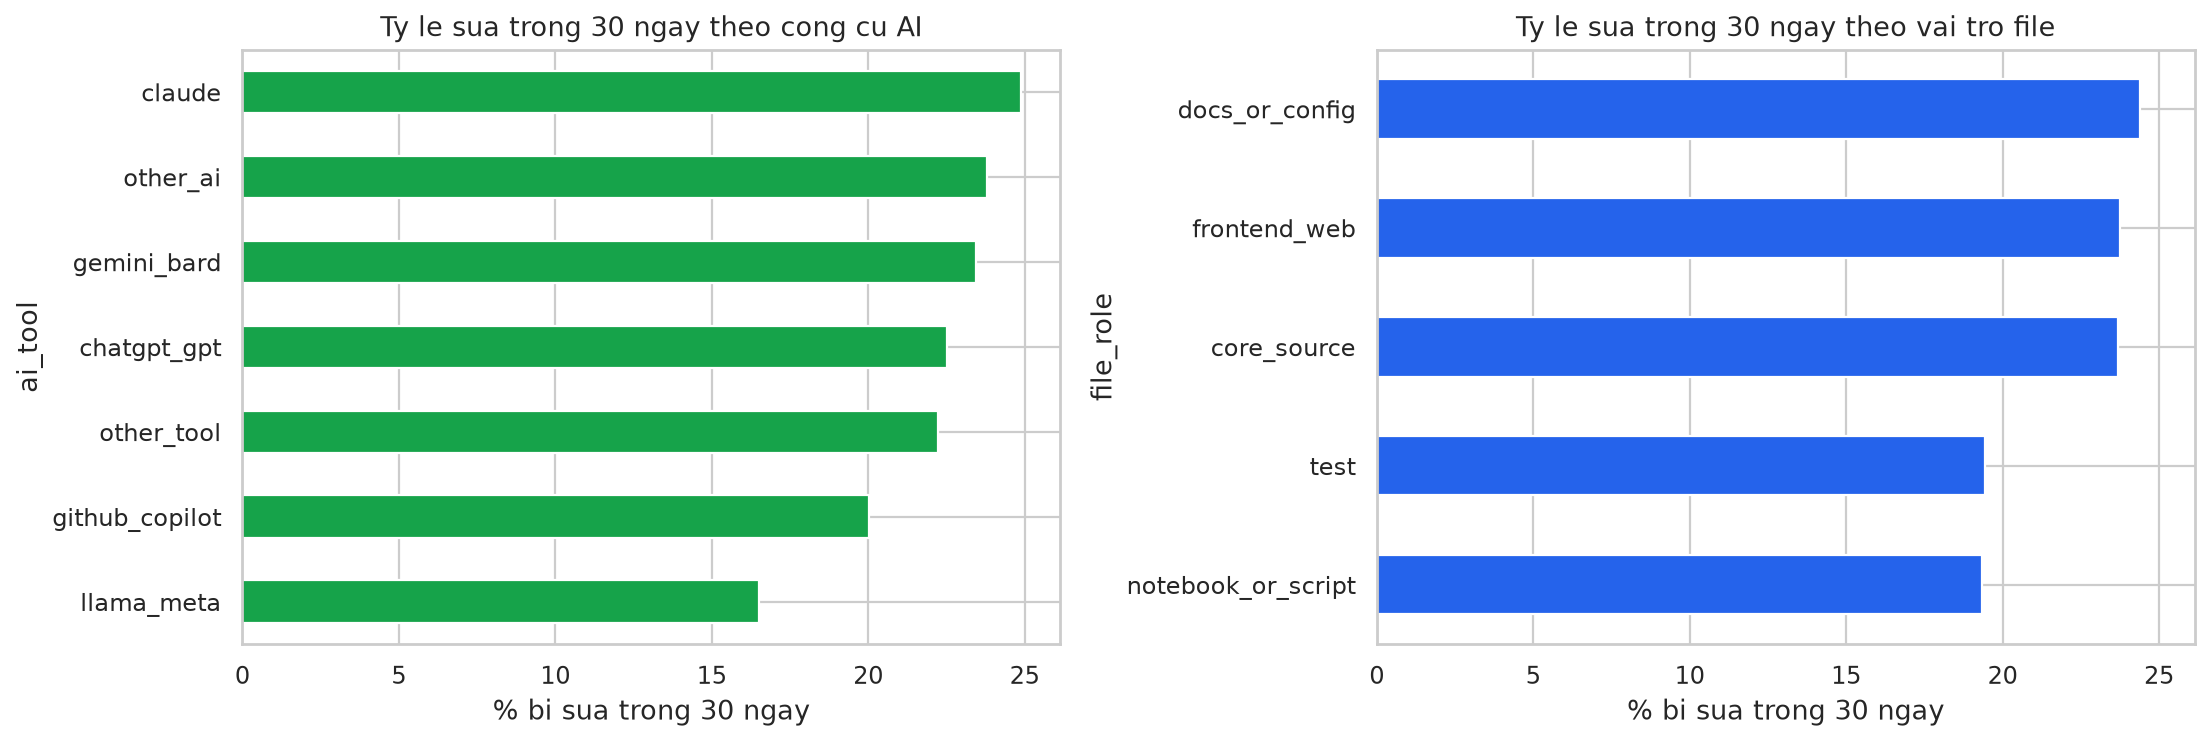 Ty le sua trong 30 ngay theo cong cu AI
ai_tool
claude
other_ai
gemini_bard
chatgpt_gpt
other_tool
github_copilot
llama_meta
0 5 10 15 20 25
% bi sua trong 30 ngay
Ty le sua trong 30 ngay theo vai tro file
file_role
docs_or_config
frontend_web
core_source
test
notebook_or_script
0 5 10 15 20 25
% bi sua trong 30 ngay